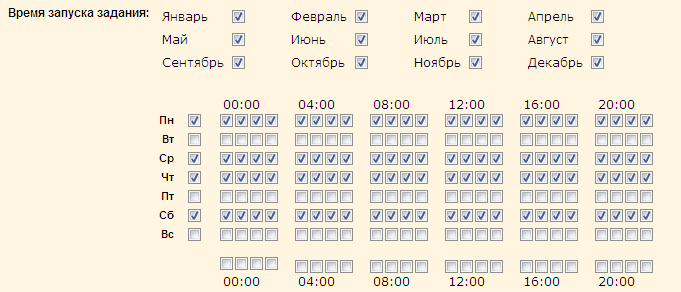 Время запуска задания: Январь Февраль Март Апрель
Май Июнь Июль Август
Сентябрь Октябрь Ноябрь Декабрь
00:00 04:00 08:00 12:00 16:00 20:00
Пн
Вт
Ср
Чт
Пт
Сб
Вс
00:00 04:00 08:00 12:00 16:00 20:00